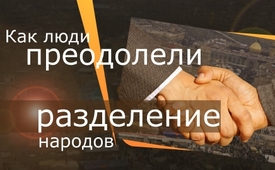 Как люди
преодолели
разделение
народов